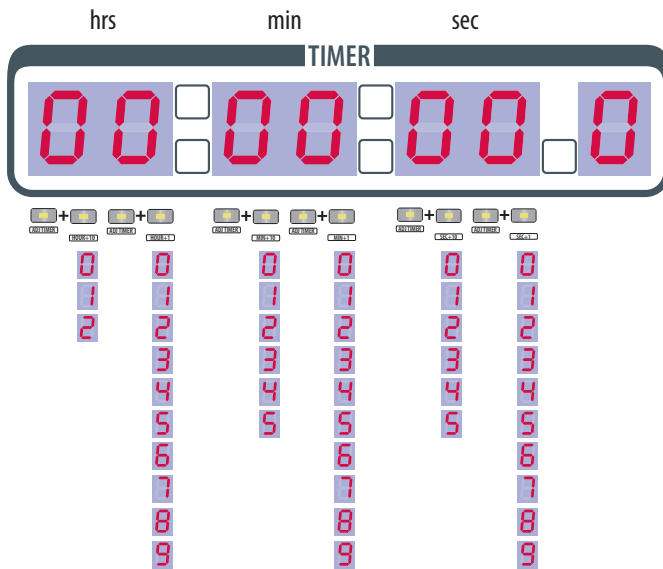 hrs min sec
TIMER
00 00 00 0
+ + + + + +
ADJ TIMER HOUR+10 ADJ TIMER HOUR+1 ADJ TIMER MIN+10 ADJ TIMER MIN+1 ADJ TIMER SEC+10 ADJ TIMER SEC+1
0 0 0 0 0 0
1 1 1 1 1 1
2 2 2 2 2 2
3 3 3 3 3
4 4 4 4 4
5 5 5 5 5
6 6 6
7 7 7
8 8 8
9 9 9